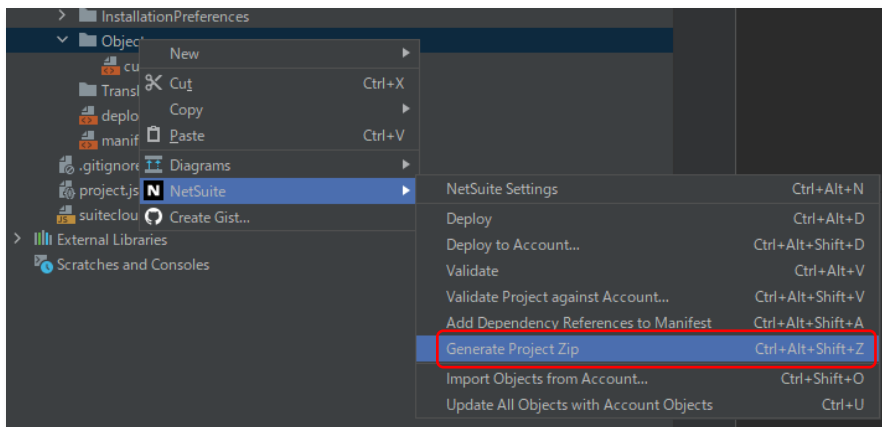 InstallationPreferences
Objec
New
cu
Cut Ctrl+X
Transl
Copy
deplo
Paste Ctrl+V
manif
.gitignore
Diagrams
project.js
NetSuite
NetSuite Settings Ctrl+Alt+N
suiteclou
Create Gist...
Deploy Ctrl+Alt+D
External Libraries
Deploy to Account... Ctrl+Alt+Shift+D
Scratches and Consoles
Validate Ctrl+Alt+V
Validate Project against Account... Ctrl+Alt+Shift+V
Add Dependency References to Manifest Ctrl+Alt+Shift+A
Generate Project Zip Ctrl+Alt+Shift+Z
Import Objects from Account... Ctrl+Shift+O
Update All Objects with Account Objects Ctrl+U